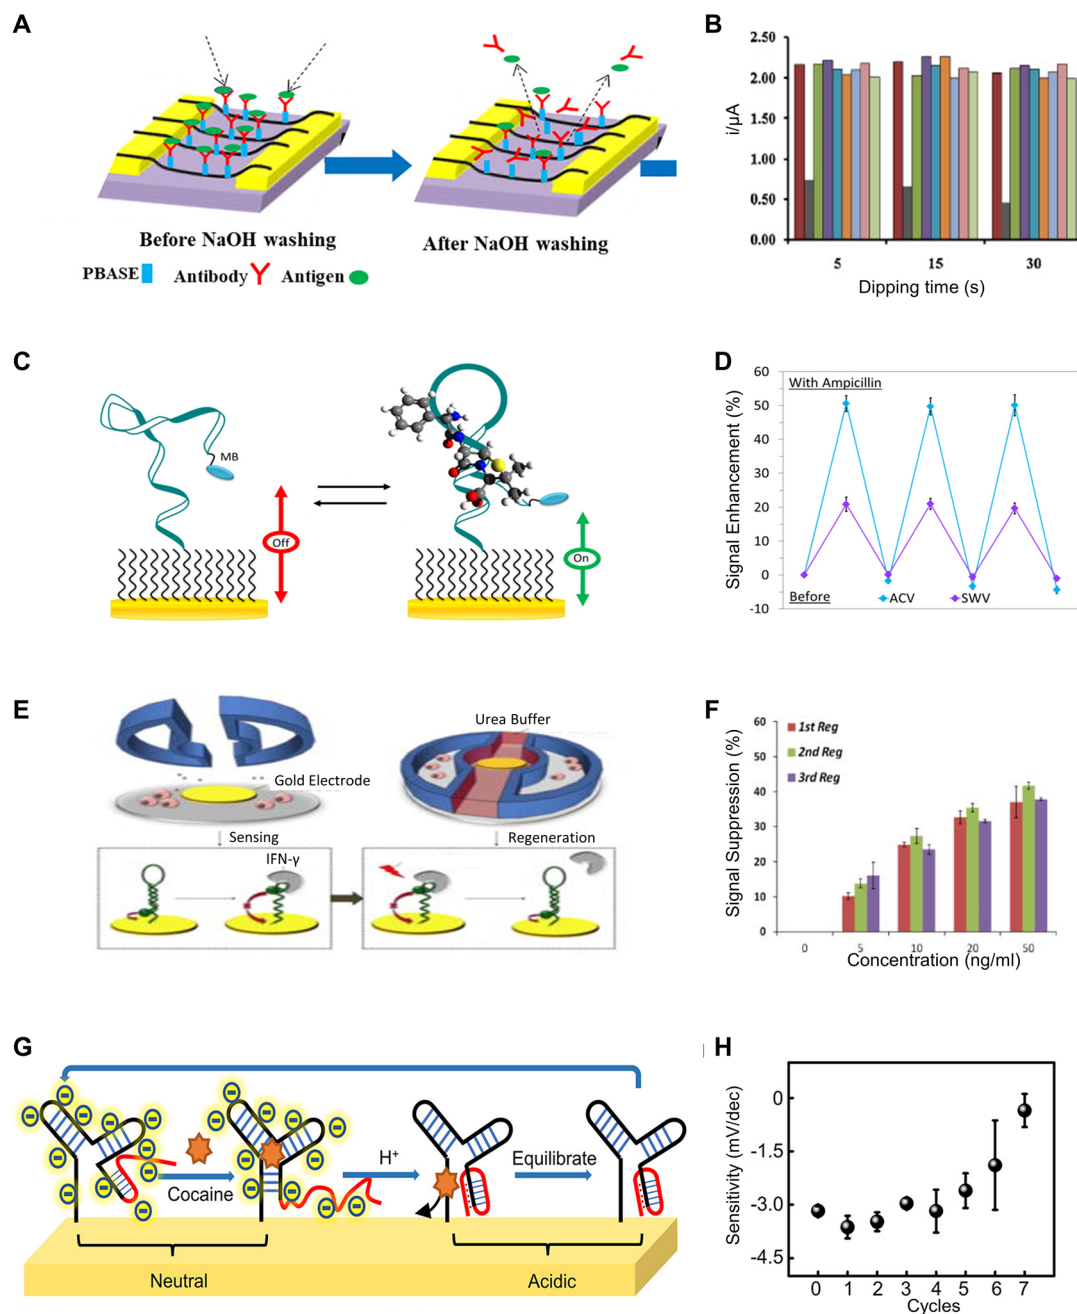 A
Before NaOH washing
After NaOH washing
PBASE Antibody Antigen
B
i/μA
2.50
2.00
1.50
1.00
0.50
0.00
5 15 30
Dipping time (s)
C
MB
Off
On
D
Signal Enhancement (%)
60
50
40
30
20
10
0
-10
With Ampicillin
Before
ACV SWV
E
Gold Electrode
Urea Buffer
Sensing
Regeneration
IFN-γ
F
Signal Suppression (%)
60
50
40
30
20
10
0
1st Reg
2nd Reg
3rd Reg
0 5 10 20 50
Concentration (ng/ml)
G
Cocaine
H+
Equilibrate
Neutral
Acidic
H
Sensitivity (mV/dec)
0
-1.5
-3.0
-4.5
0 1 2 3 4 5 6 7
Cycles